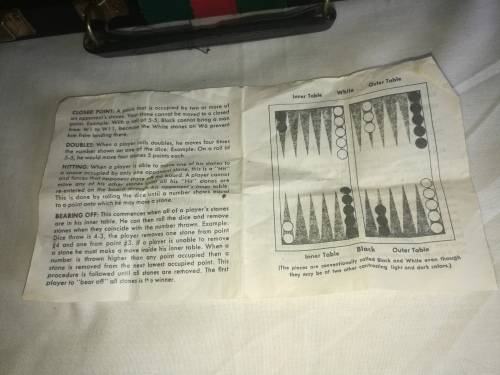 CLOSED POINT: A point that is occupied by two or more of
an opponent's stones. Your stone cannot be moved to a closed
point. Example: With a roll of 5-5, Black cannot bring a man
from W1 to W11, because the White stones on W6 prevent
him from landing there.
DOUBLES: When a player rolls doubles, he moves four times
the number shown on one of the dice. Example: On a roll of
5-5, he would move four stones 5 points each.
HITTING: When a player is able to move one of his stones to
a space occupied by only one opponent stone, this is a "Hit"
and forces that opponent stone off the board. A player cannot
move any of his other stones until all his "Hit" stones are
re-entered on the board through his opponent's inner table.
This is done by rolling the dice until a number shows equal
to a point onto which he may move a stone.
BEARING OFF: This commences when all of a player's stones
are in his inner table. He can then roll the dice and remove
stones when they coincide with the number thrown. Example:
Dice throw is 4-3, the player removes one stone from point
#4 and one from point #3. If a player is unable to remove
a stone he must make a move inside his inner table. When a
number is thrown higher than any point occupied then a
stone is removed from the next lowest occupied point. This
procedure is followed until all stones are removed. The first
player to "bear off" all stones is the winner.
Inner Table White Outer Table
Inner Table Black Outer Table
(The pieces are conventionally called Black and White even though
they may be of two other contrasting light and dark colors.)